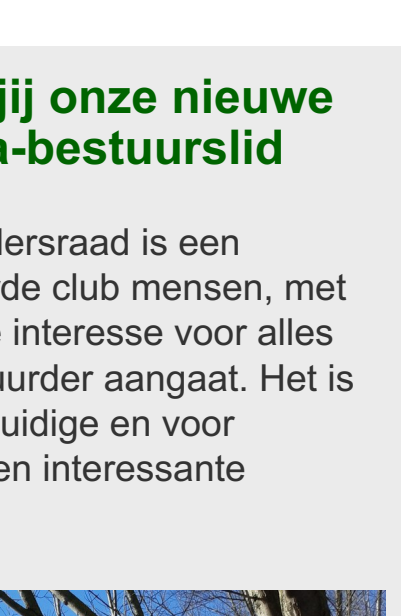 jij onze nieuwe
a-bestuurslid
dersraad is een
rde club mensen, met
e interesse voor alles
uurder aangaat. Het is
uidige en voor
en interessante